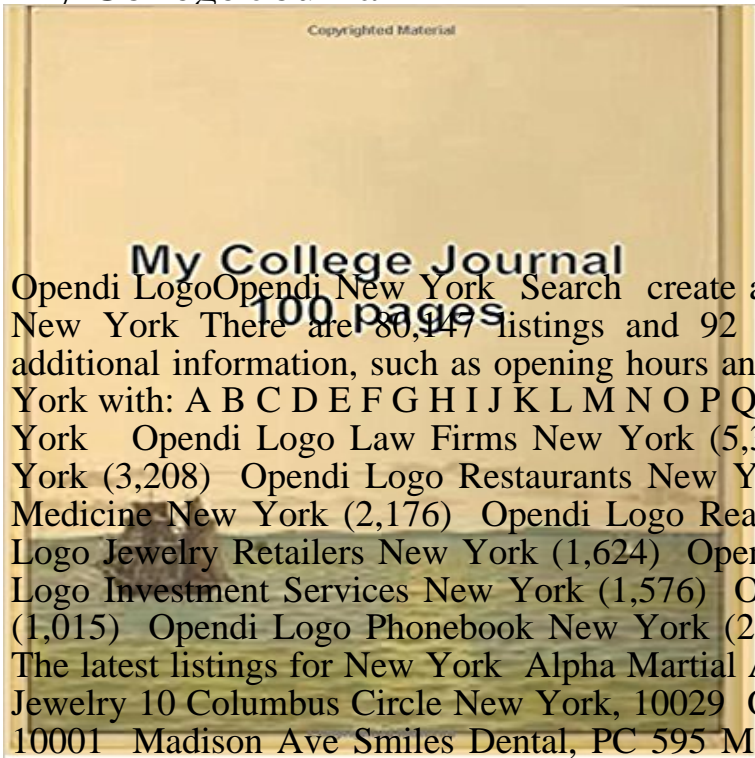 Copyrighted Material
My College Journal
100 pages
Opendi LogoOpendi New York Search create a
New York There are 80,147 listings and 92
additional information, such as opening hours an
York with: A B C D E F G H I J K L M N O P Q
York Opendi Logo Law Firms New York (5,3
York (3,208) Opendi Logo Restaurants New Y
Medicine New York (2,176) Opendi Logo Rea
Logo Jewelry Retailers New York (1,624) Oper
Logo Investment Services New York (1,576) O
(1,015) Opendi Logo Phonebook New York (2
The latest listings for New York Alpha Martial A
Jewelry 10 Columbus Circle New York, 10029
10001 Madison Ave Smiles Dental, PC 595 M